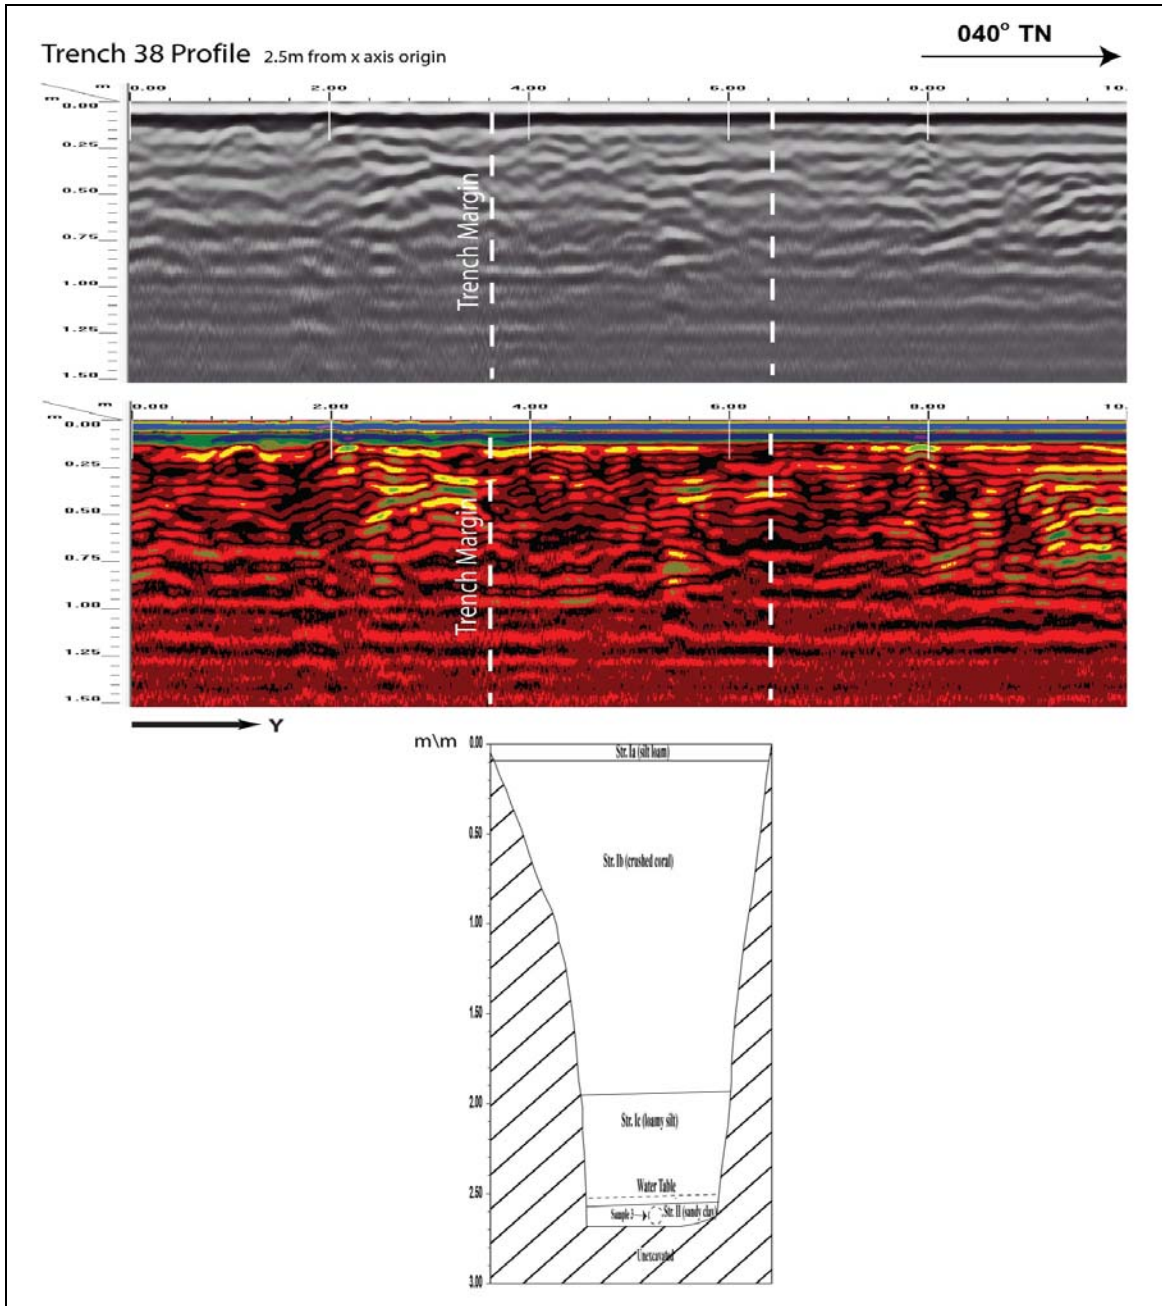 040° TN
Trench 38 Profile 2.5m from x axis origin
m 0.00 2.00 4.00 6.00 8.00 10.
m 0.00
0.25
0.50
0.75
1.00
1.25
1.50
Trench Margin
m 0.00 2.00 4.00 6.00 8.00 10.
m 0.00
0.25
0.50
0.75
1.00
1.25
1.50
Trench Margin
Y
m\m
0.00
0.50
1.00
1.50
2.00
2.50
3.00
Str. Ia (silt loam)
Str. Ib (crushed coral)
Str. Ic (loamy silt)
Water Table
Sample 3 Str. II (sandy clay)
Unexcavated